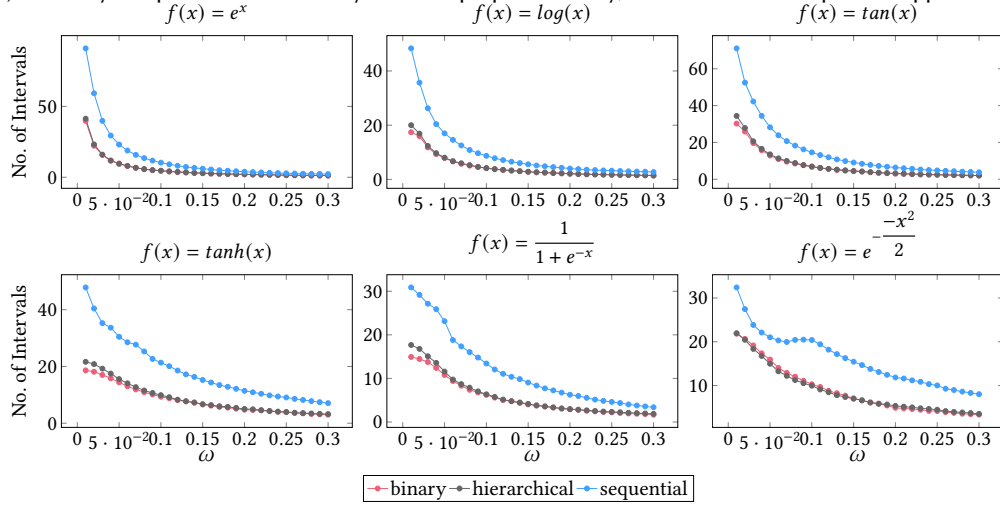 f(x) = e^x
f(x) = log(x)
f(x) = tan(x)
No. of Intervals
50
0
40
20
0
60
40
20
0
0 5 · 10−2 0.1 0.15 0.2 0.25 0.3
0 5 · 10−2 0.1 0.15 0.2 0.25 0.3
0 5 · 10−2 0.1 0.15 0.2 0.25 0.3
f(x) = tanh(x)
f(x) = 1 / (1 + e^−x)
f(x) = e^−(−x^2 / 2)
No. of Intervals
40
20
0
30
20
10
0
30
20
10
0 5 · 10−2 0.1 0.15 0.2 0.25 0.3
0 5 · 10−2 0.1 0.15 0.2 0.25 0.3
0 5 · 10−2 0.1 0.15 0.2 0.25 0.3
ω
ω
ω
binary hierarchical sequential